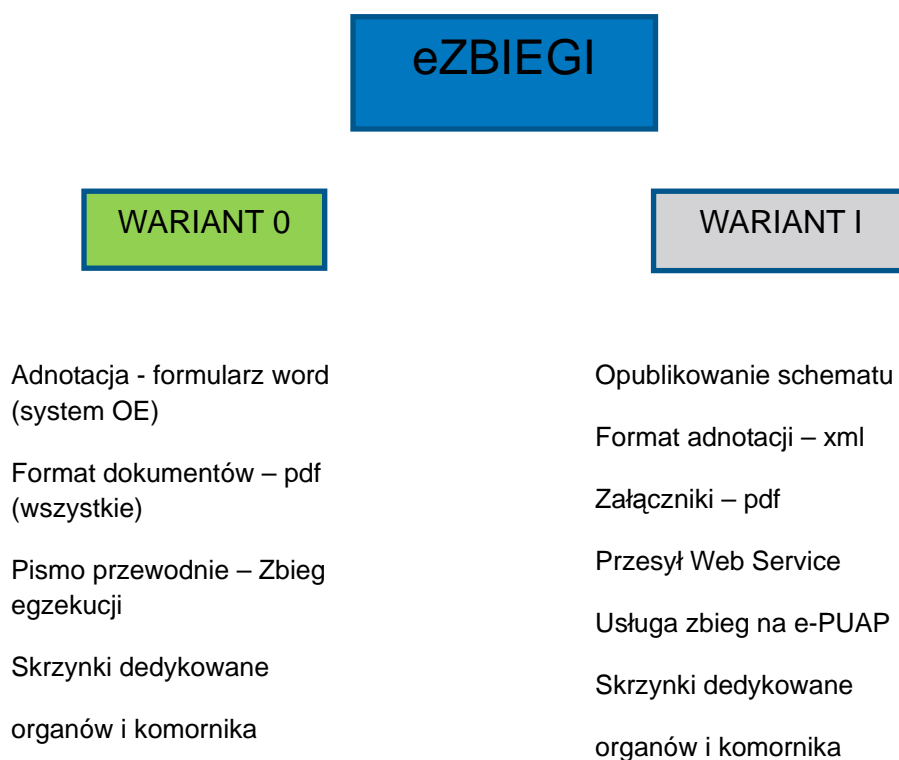 eZBIEGI
WARIANT 0
WARIANT I
Adnotacja - formularz word
(system OE)
Format dokumentów – pdf
(wszystkie)
Pismo przewodnie – Zbieg
egzekucji
Skrzynki dedykowane
organów i komornika
Opublikowanie schematu
Format adnotacji – xml
Załączniki – pdf
Przesył Web Service
Usługa zbieg na e-PUAP
Skrzynki dedykowane
organów i komornika